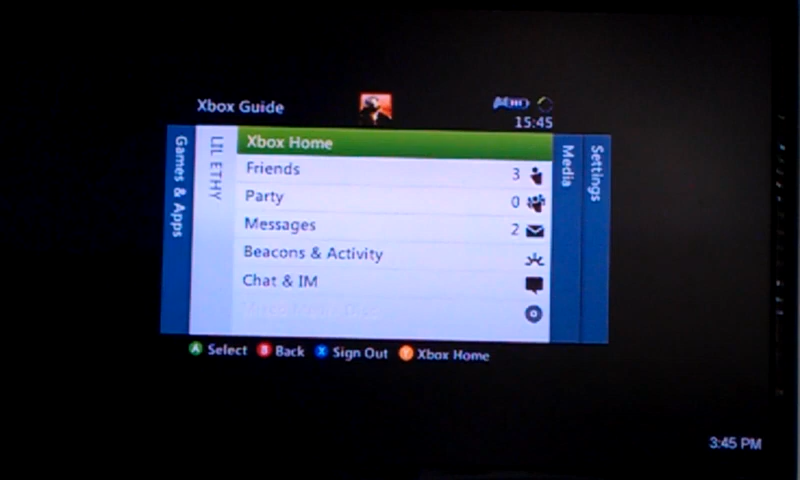 Xbox Guide
15:45
Games & Apps
LIL ETHY
Xbox Home
Friends 3
Party 0
Messages 2
Beacons & Activity
Chat & IM
Media
Settings
A Select B Back X Sign Out Y Xbox Home
3:45 PM